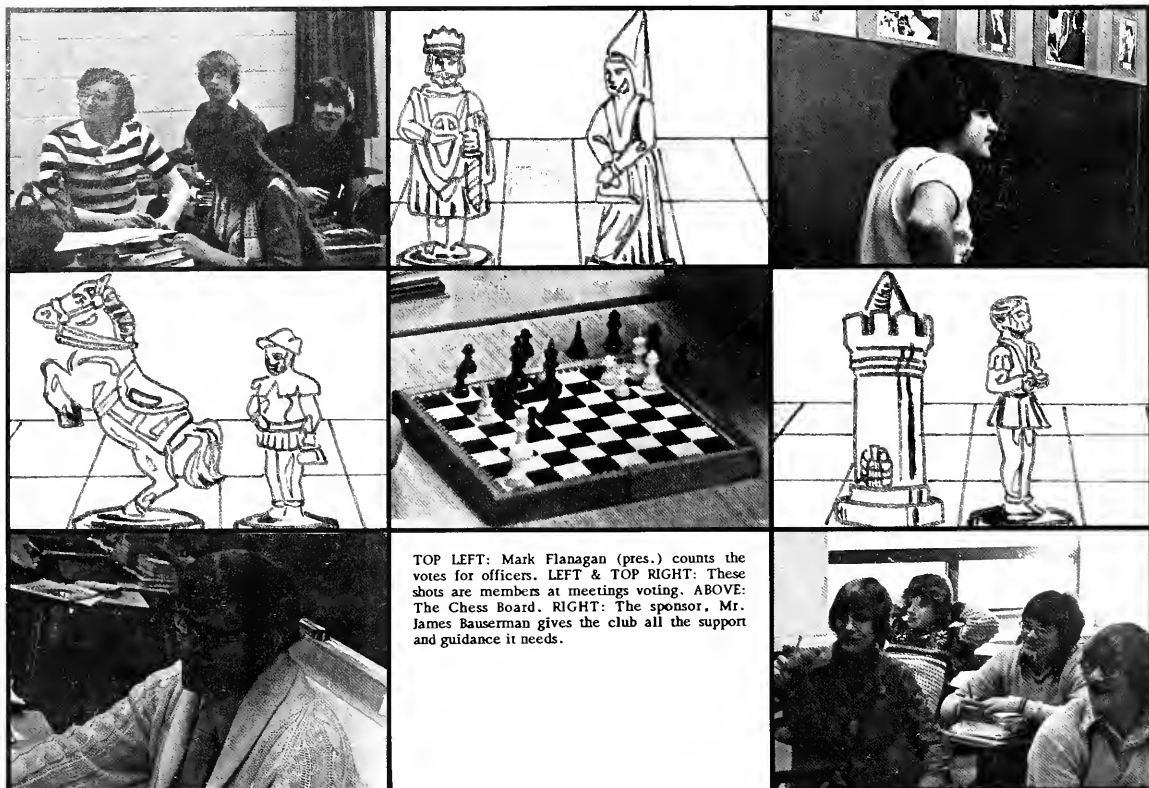 TOP LEFT: Mark Flanagan (pres.) counts the
votes for officers. LEFT & TOP RIGHT: These
shots are members at meetings voting. ABOVE:
The Chess Board. RIGHT: The sponsor, Mr.
James Bauserman gives the club all the support
and guidance it needs.